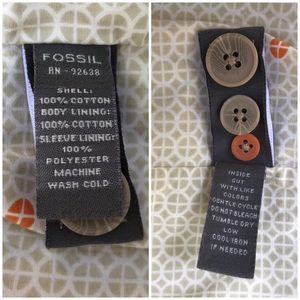 FOSSIL
RN - 92638
SHELL:
100% COTTON
BODY LINING:
100% COTTON
SLEEVE LINING:
100%
POLYESTER
MACHINE
WASH COLD
INSIDE
OUT
WITH LIKE
COLORS
GENTLE CYCLE
DO NOT BLEACH
TUMBLE DRY
LOW
COOL IRON
IF NEEDED